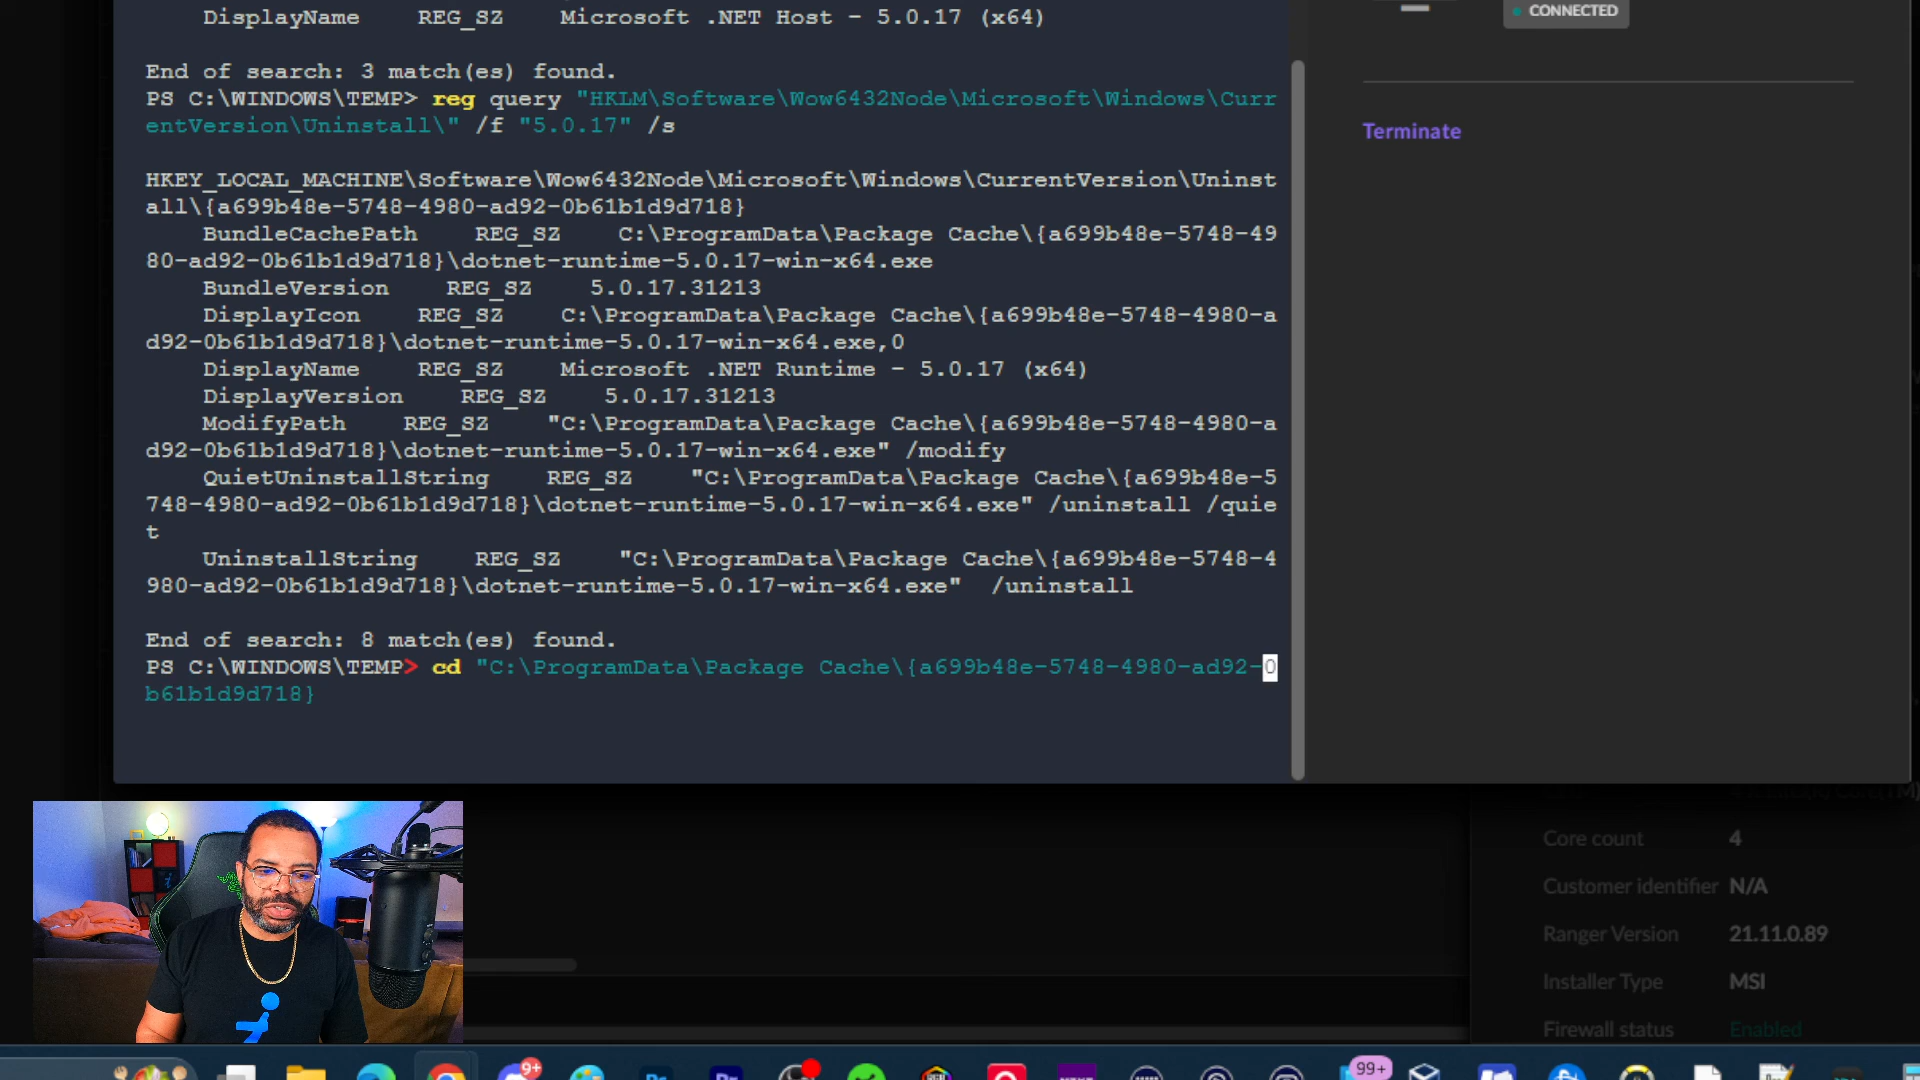 DisplayName    REG_SZ    Microsoft .NET Host - 5.0.17 (x64)
CONNECTED
End of search: 3 match(es) found.
PS C:\WINDOWS\TEMP> reg query "HKLM\Software\Wow6432Node\Microsoft\Windows\Curr
entVersion\Uninstall\" /f "5.0.17" /s
Terminate
HKEY_LOCAL_MACHINE\Software\Wow6432Node\Microsoft\Windows\CurrentVersion\Uninst
all\{a699b48e-5748-4980-ad92-0b61b1d9d718}
BundleCachePath    REG_SZ    C:\ProgramData\Package Cache\{a699b48e-5748-49
80-ad92-0b61b1d9d718}\dotnet-runtime-5.0.17-win-x64.exe
BundleVersion    REG_SZ    5.0.17.31213
DisplayIcon    REG_SZ    C:\ProgramData\Package Cache\{a699b48e-5748-4980-a
d92-0b61b1d9d718}\dotnet-runtime-5.0.17-win-x64.exe,0
DisplayName    REG_SZ    Microsoft .NET Runtime - 5.0.17 (x64)
DisplayVersion    REG_SZ    5.0.17.31213
ModifyPath    REG_SZ    "C:\ProgramData\Package Cache\{a699b48e-5748-4980-a
d92-0b61b1d9d718}\dotnet-runtime-5.0.17-win-x64.exe" /modify
QuietUninstallString    REG_SZ    "C:\ProgramData\Package Cache\{a699b48e-5
748-4980-ad92-0b61b1d9d718}\dotnet-runtime-5.0.17-win-x64.exe" /uninstall /quie
t
UninstallString    REG_SZ    "C:\ProgramData\Package Cache\{a699b48e-5748-4
980-ad92-0b61b1d9d718}\dotnet-runtime-5.0.17-win-x64.exe"  /uninstall
End of search: 8 match(es) found.
PS C:\WINDOWS\TEMP> cd "C:\ProgramData\Package Cache\{a699b48e-5748-4980-ad92-0
b61b1d9d718}
Core count 4
Customer identifier N/A
Ranger Version 21.11.0.89
Installer Type MSI
Firewall status Enabled
9+
99+